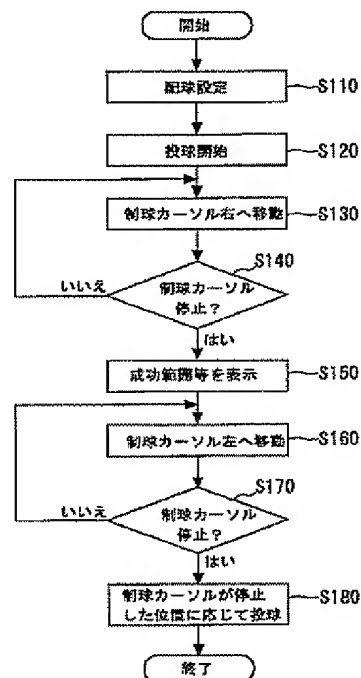 開始
配球設定
S110
投球開始
S120
制球カーソル右へ移動
S130
S140
制球カーソル
停止？
いいえ
はい
成功範囲等を表示
S150
制球カーソル左へ移動
S160
S170
制球カーソル
停止？
いいえ
はい
制球カーソルが停止
した位置に応じて投球
S180
終了